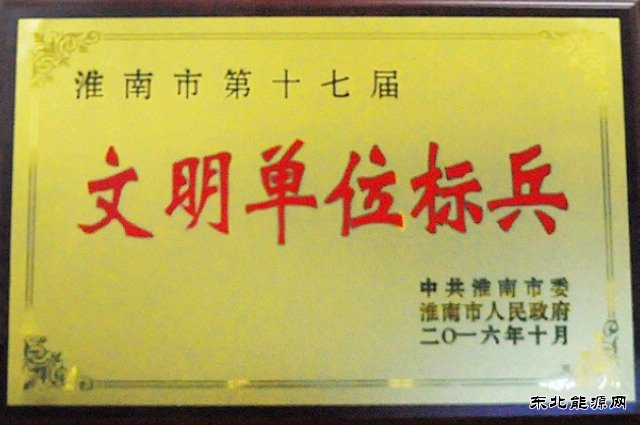 淮南市第十七届
文明单位标兵
中共淮南市委
淮南市人民政府
二〇一六年十月
东北能源网